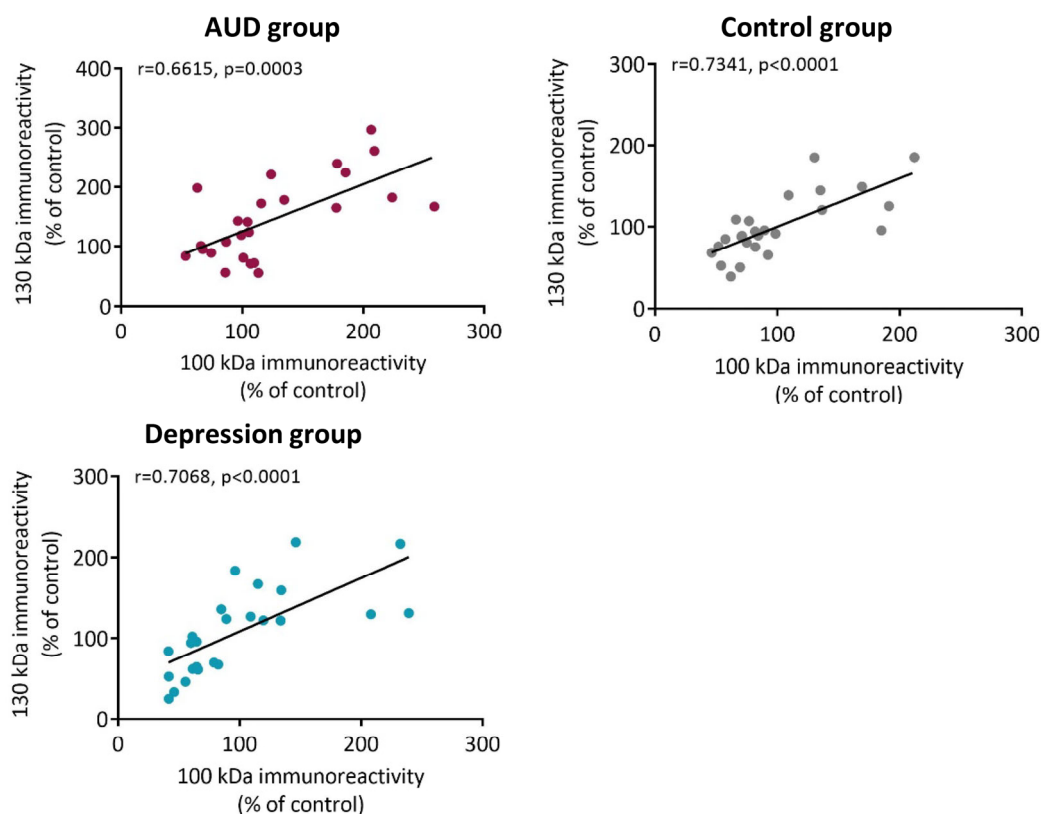 AUD group
r=0.6615, p=0.0003
400
300
200
100
0
0 100 200 300
130 kDa immunoreactivity
(% of control)
100 kDa immunoreactivity
(% of control)
Control group
r=0.7341, p<0.0001
300
200
100
0
0 100 200 300
130 kDa immunoreactivity
(% of control)
100 kDa immunoreactivity
(% of control)
Depression group
r=0.7068, p<0.0001
300
200
100
0
0 100 200 300
130 kDa immunoreactivity
(% of control)
100 kDa immunoreactivity
(% of control)